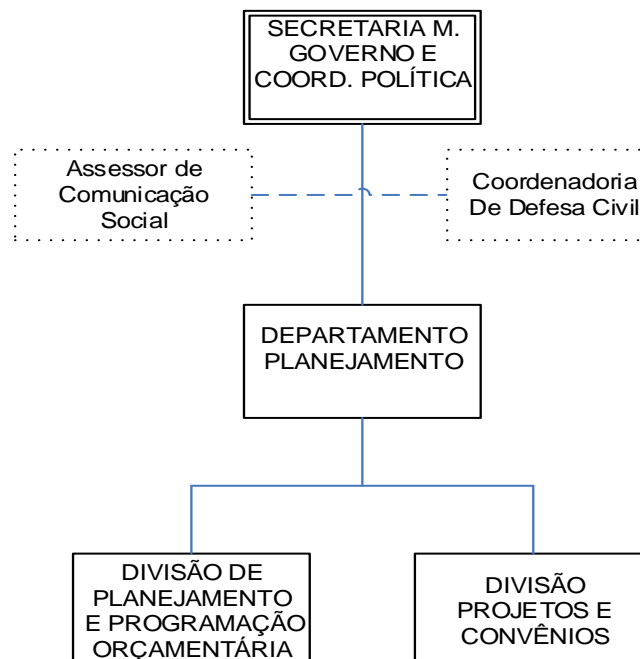 SECRETARIA M.
GOVERNO E
COORD. POLÍTICA
Assessor de
Comunicação
Social
Coordenadoria
De Defesa Civil
DEPARTAMENTO
PLANEJAMENTO
DIVISÃO DE
PLANEJAMENTO
E PROGRAMAÇÃO
ORÇAMENTÁRIA
DIVISÃO
PROJETOS E
CONVÊNIOS